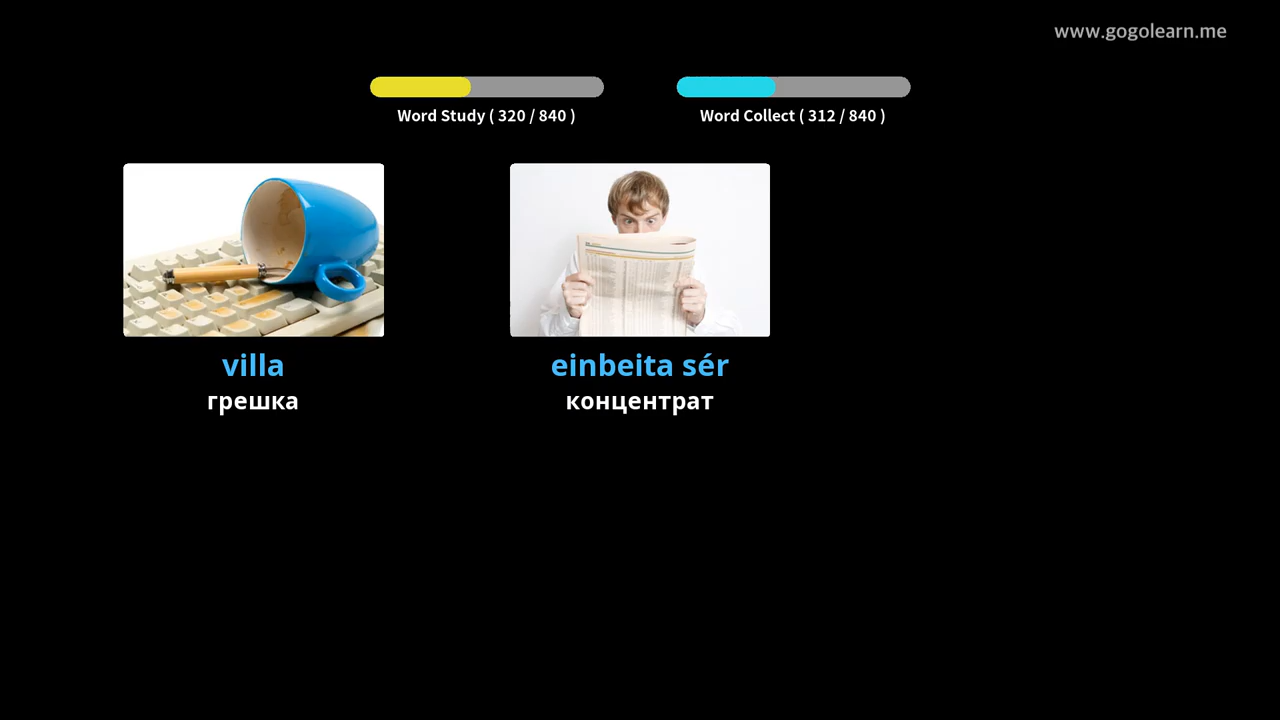 www.gogolearn.me
Word Study ( 320 / 840 )
Word Collect ( 312 / 840 )
villa
грешка
einbeita sér
концентрат